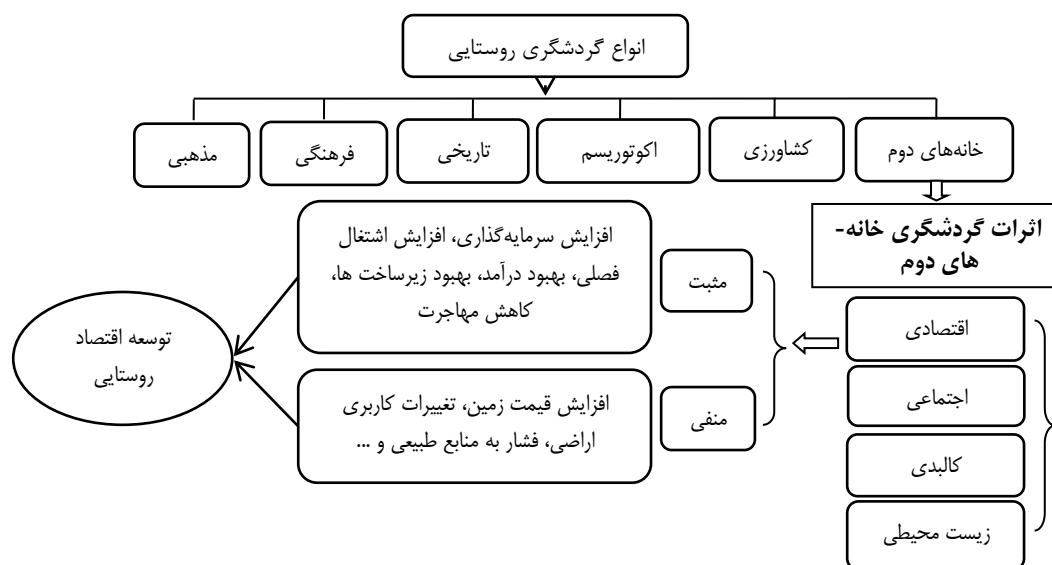 انواع گردشگری روستایی
خانه‌های دوم
کشاورزی
اکوتوریسم
تاریخی
فرهنگی
مذهبی
اثرات گردشگری خانه-
های دوم
اقتصادی
اجتماعی
کالبدی
زیست محیطی
مثبت
منفی
افزایش سرمایه‌گذاری، افزایش اشتغال
فصلی، بهبود درآمد، بهبود زیرساخت ها،
کاهش مهاجرت
افزایش قیمت زمین، تغییرات کاربری
اراضی، فشار به منابع طبیعی و ...
توسعه اقتصاد
روستایی